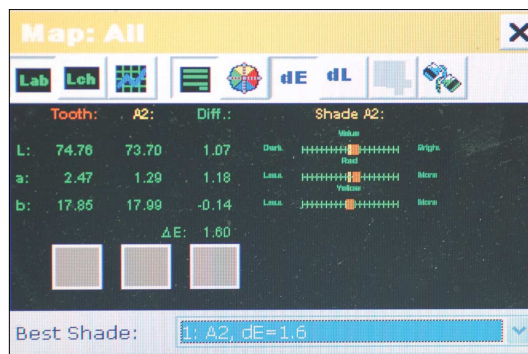 Map: All
Lab Lch dE dL
Tooth: A2: Diff.: Shade A2:
Value
L: 74.76 73.70 1.07 Dark Bright
Red
a: 2.47 1.29 1.18 Less More
Yellow
b: 17.85 17.99 -0.14 Less More
ΔE: 1.60
Best Shade: 1: A2, dE=1.6